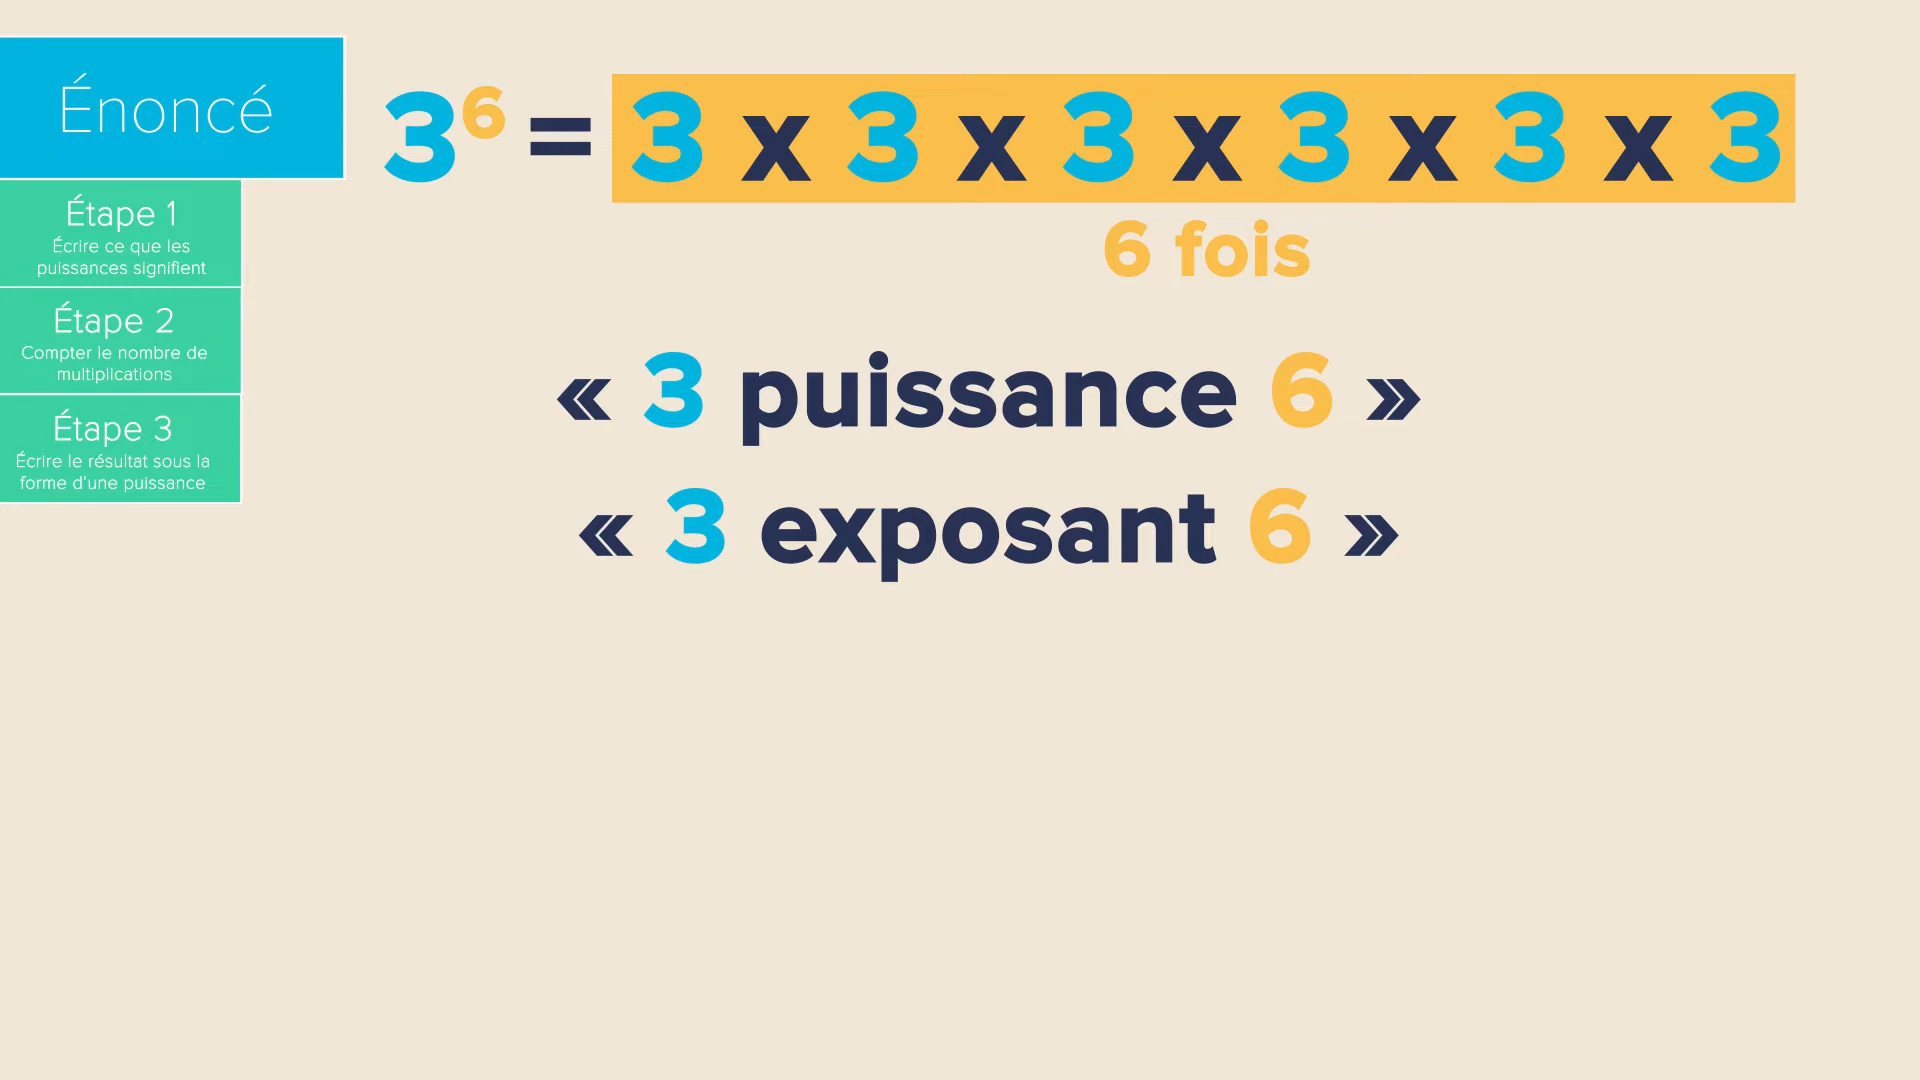 Énoncé
Étape 1
Écrire ce que les
puissances signifient
Étape 2
Compter le nombre de
multiplications
Étape 3
Écrire le résultat sous la
forme d'une puissance
3⁶ = 3 x 3 x 3 x 3 x 3 x 3
6 fois
« 3 puissance 6 »
« 3 exposant 6 »